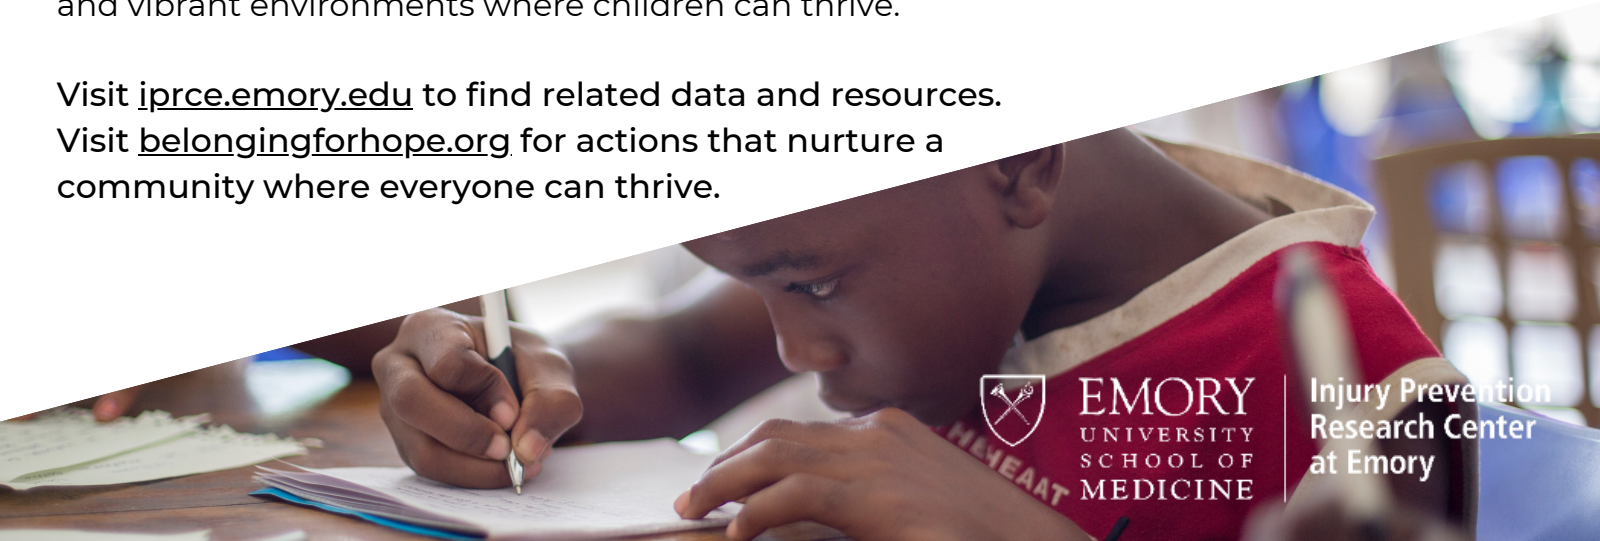 and vibrant environments where children can thrive.
Visit iprce.emory.edu to find related data and resources.
Visit belongingforhope.org for actions that nurture a
community where everyone can thrive.
EMORY
UNIVERSITY
SCHOOL OF
MEDICINE
Injury Prevention
Research Center
at Emory